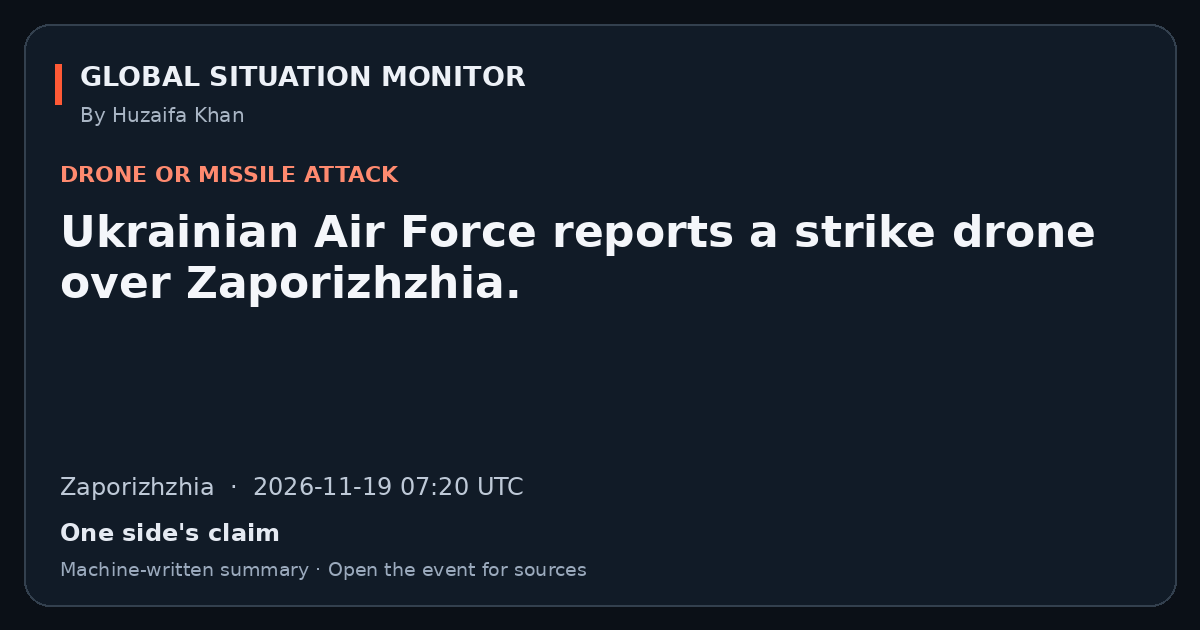 GLOBAL SITUATION MONITOR
By Huzaifa Khan
DRONE OR MISSILE ATTACK
Ukrainian Air Force reports a strike drone
over Zaporizhzhia.
Zaporizhzhia · 2026-11-19 07:20 UTC
One side's claim
Machine-written summary · Open the event for sources